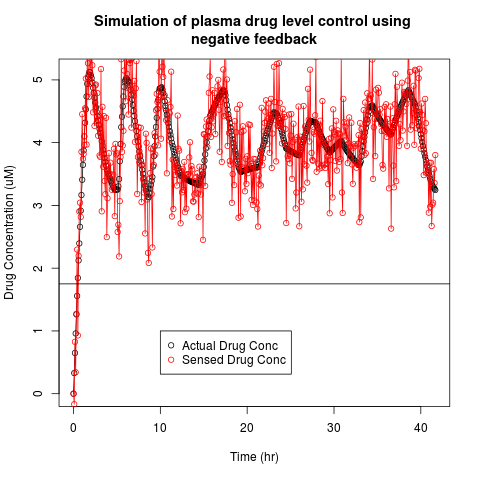 Simulation of plasma drug level control using
negative feedback
Drug Concentration (uM)
5
4
3
2
1
0
Actual Drug Conc
Sensed Drug Conc
0 10 20 30 40
Time (hr)